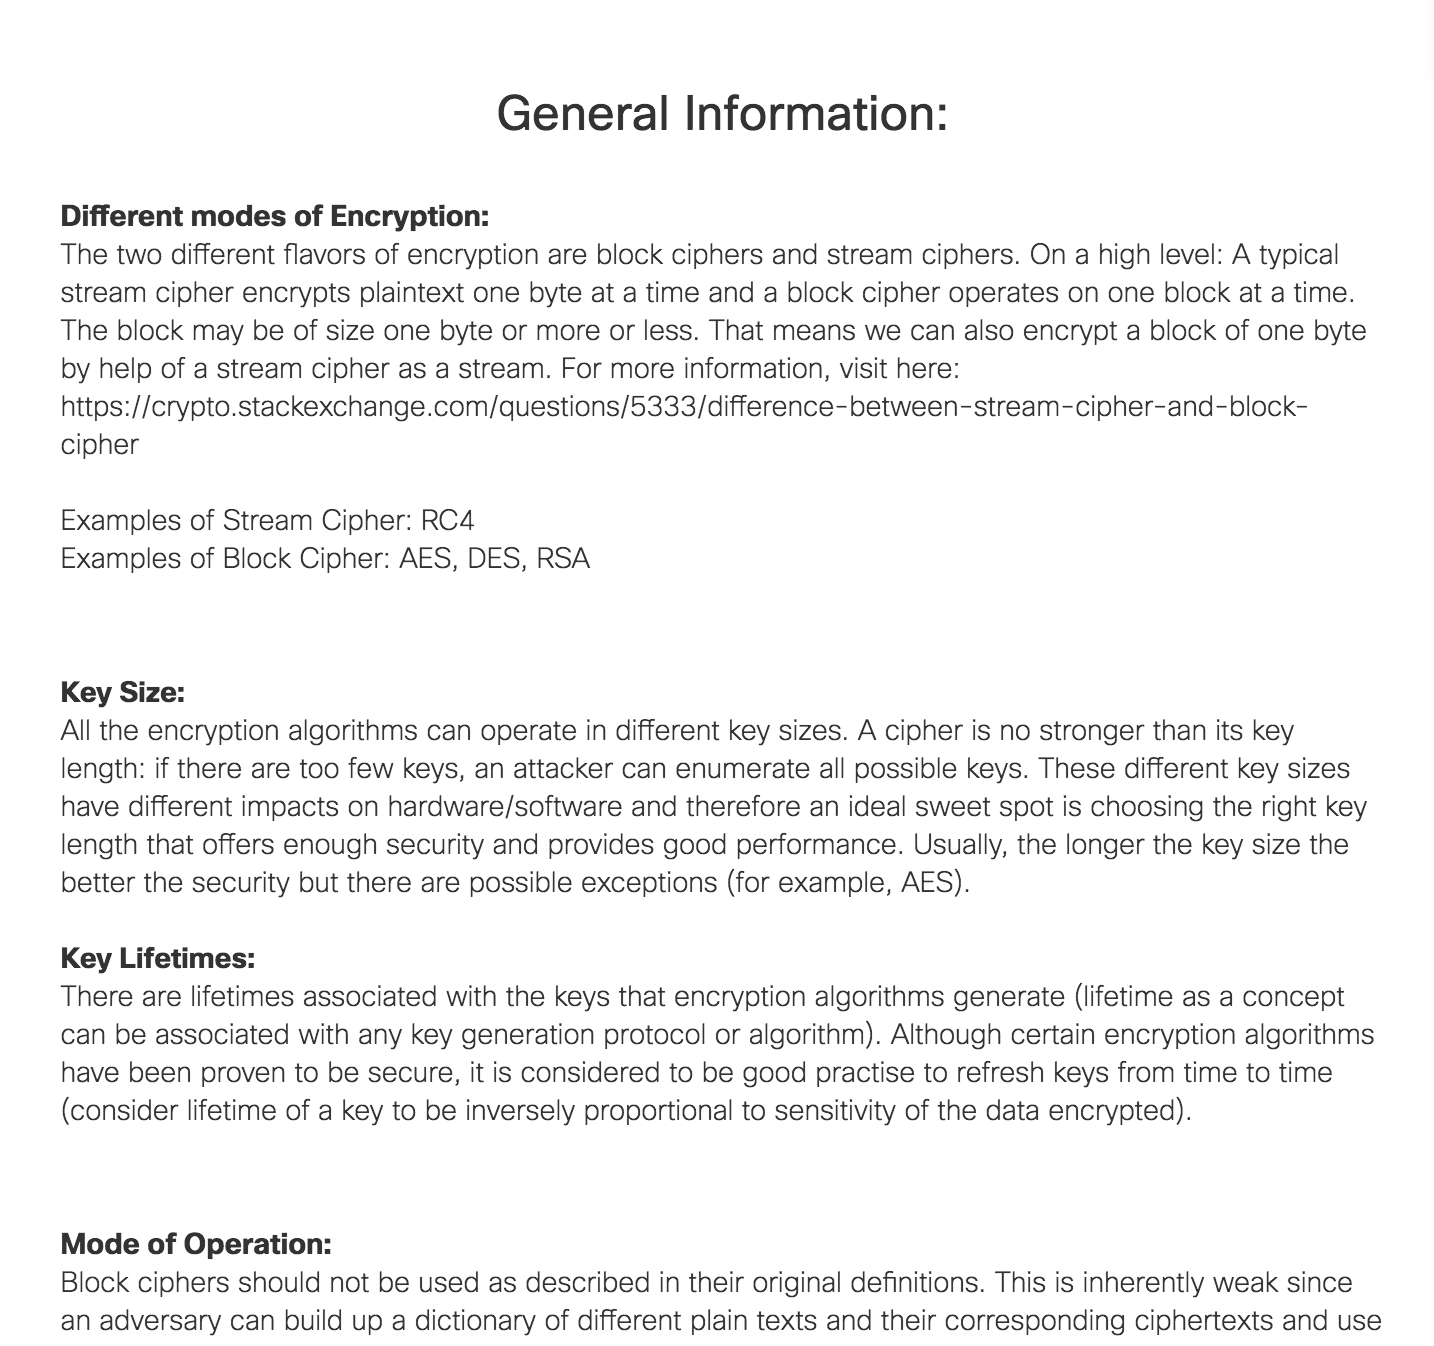 General Information:
Different modes of Encryption:
The two different flavors of encryption are block ciphers and stream ciphers. On a high level: A typical
stream cipher encrypts plaintext one byte at a time and a block cipher operates on one block at a time.
The block may be of size one byte or more or less. That means we can also encrypt a block of one byte
by help of a stream cipher as a stream. For more information, visit here:
https://crypto.stackexchange.com/questions/5333/difference-between-stream-cipher-and-block-
cipher
Examples of Stream Cipher: RC4
Examples of Block Cipher: AES, DES, RSA
Key Size:
All the encryption algorithms can operate in different key sizes. A cipher is no stronger than its key
length: if there are too few keys, an attacker can enumerate all possible keys. These different key sizes
have different impacts on hardware/software and therefore an ideal sweet spot is choosing the right key
length that offers enough security and provides good performance. Usually, the longer the key size the
better the security but there are possible exceptions (for example, AES).
Key Lifetimes:
There are lifetimes associated with the keys that encryption algorithms generate (lifetime as a concept
can be associated with any key generation protocol or algorithm). Although certain encryption algorithms
have been proven to be secure, it is considered to be good practise to refresh keys from time to time
(consider lifetime of a key to be inversely proportional to sensitivity of the data encrypted).
Mode of Operation:
Block ciphers should not be used as described in their original definitions. This is inherently weak since
an adversary can build up a dictionary of different plain texts and their corresponding ciphertexts and use